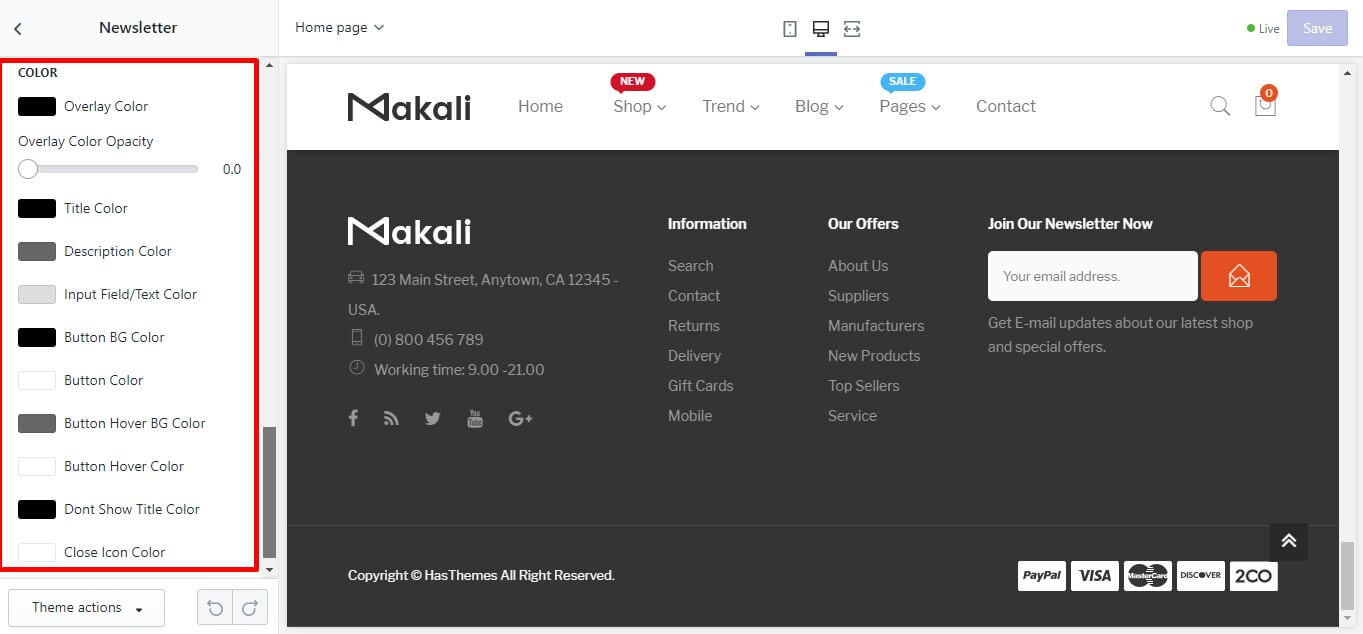 Newsletter
Home page
Live
Save
COLOR
Overlay Color
Overlay Color Opacity
0.0
Title Color
Description Color
Input Field/Text Color
Button BG Color
Button Color
Button Hover BG Color
Button Hover Color
Dont Show Title Color
Close Icon Color
Theme actions
NEW
SALE
Makali
Home
Shop
Trend
Blog
Pages
Contact
0
Makali
123 Main Street, Anytown, CA 12345 -
USA.
(0) 800 456 789
Working time: 9.00 -21.00
You
Tube
G+
Information
Search
Contact
Returns
Delivery
Gift Cards
Mobile
Our Offers
About Us
Suppliers
Manufacturers
New Products
Top Sellers
Service
Join Our Newsletter Now
Your email address.
Get E-mail updates about our latest shop
and special offers.
Copyright © HasThemes All Right Reserved.
PayPal
VISA
MasterCard
DISCOVER
2CO